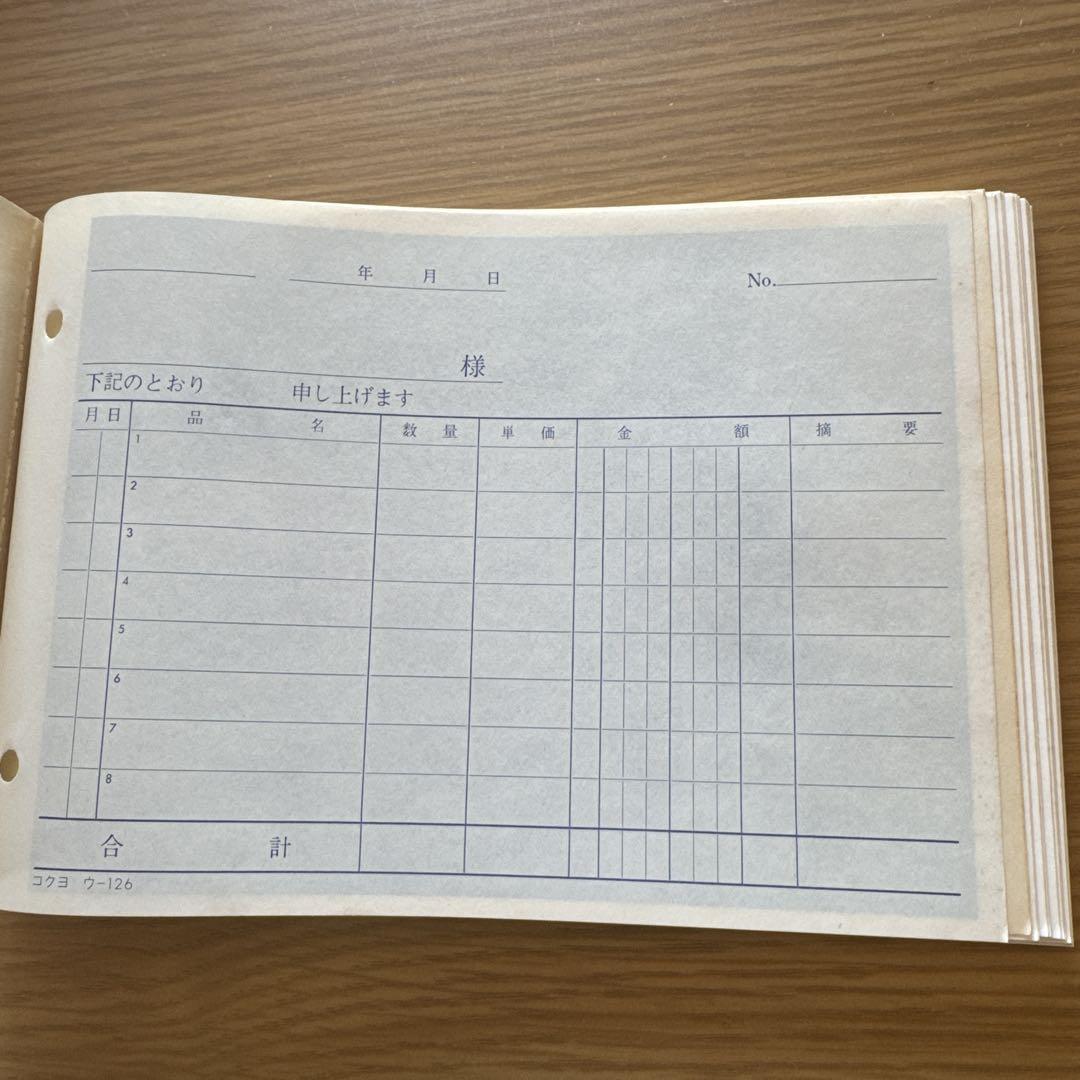 年 月 日 No.
様
下記のとおり 申し上げます
月 日 品 名 数 量 単 価 金 額 摘 要
1
2
3
4
5
6
7
8
合 計
コクヨ ウ-126